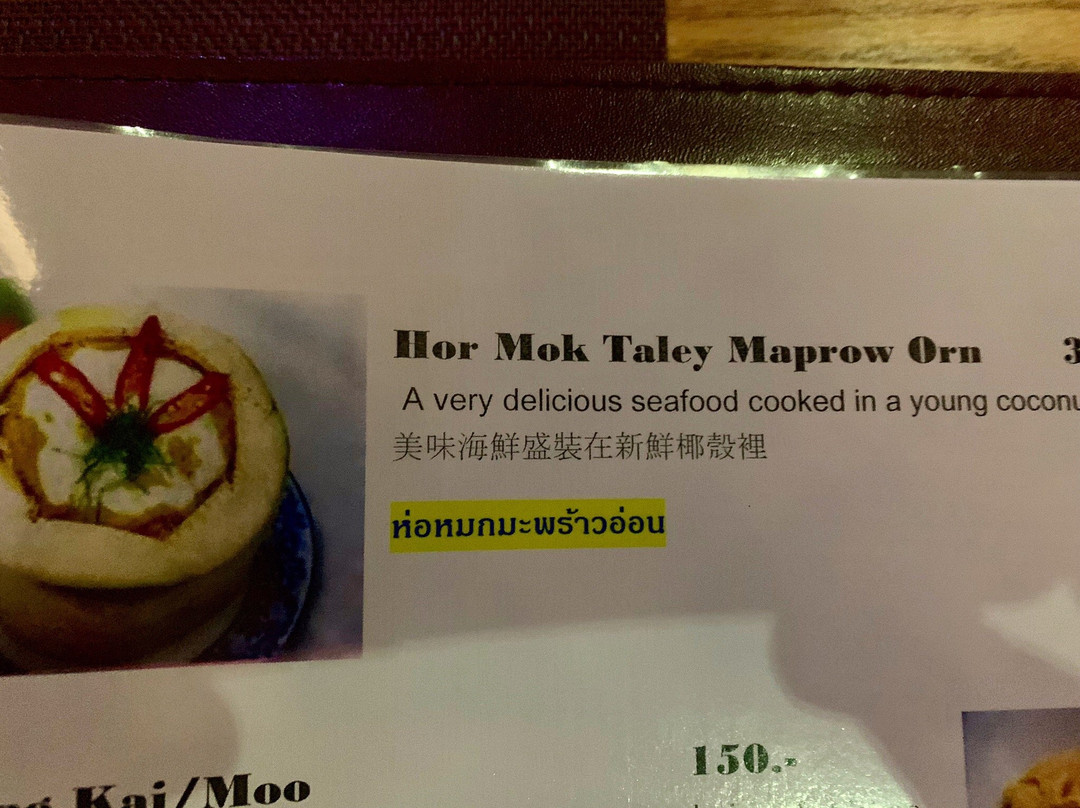 Hor Mok Taley Maprow Orn 3
A very delicious seafood cooked in a young
美味海鮮盛裝在新鮮椰殼裡
ห่อหมกมะพร้าวอ่อน
150.-
Kai/Moo